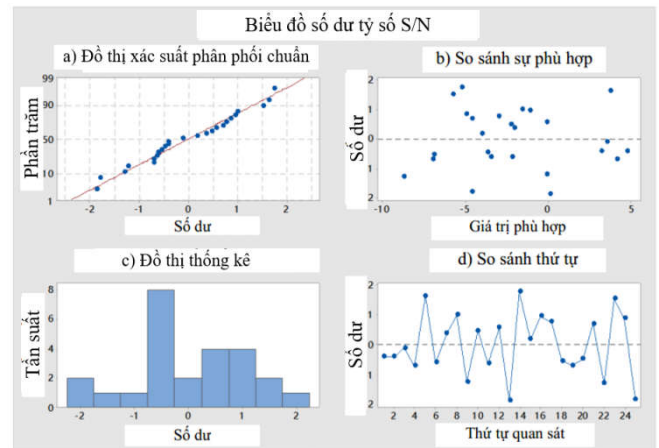 Biểu đồ số dư tỷ số S/N
a) Đồ thị xác suất phân phối chuẩn
Phần trăm
99
90
50
10
1
-2 -1 0 1 2
Số dư
b) So sánh sự phù hợp
Số dư
2
1
0
1
2
-10 -5 0 5
Giá trị phù hợp
c) Đồ thị thống kê
Tần suất
8
6
4
2
0
-2 -1 0 1 2
Số dư
d) So sánh thứ tự
Số dư
2
1
0
1
2
2 4 6 8 10 12 14 16 18 20 22 24
Thứ tự quan sát